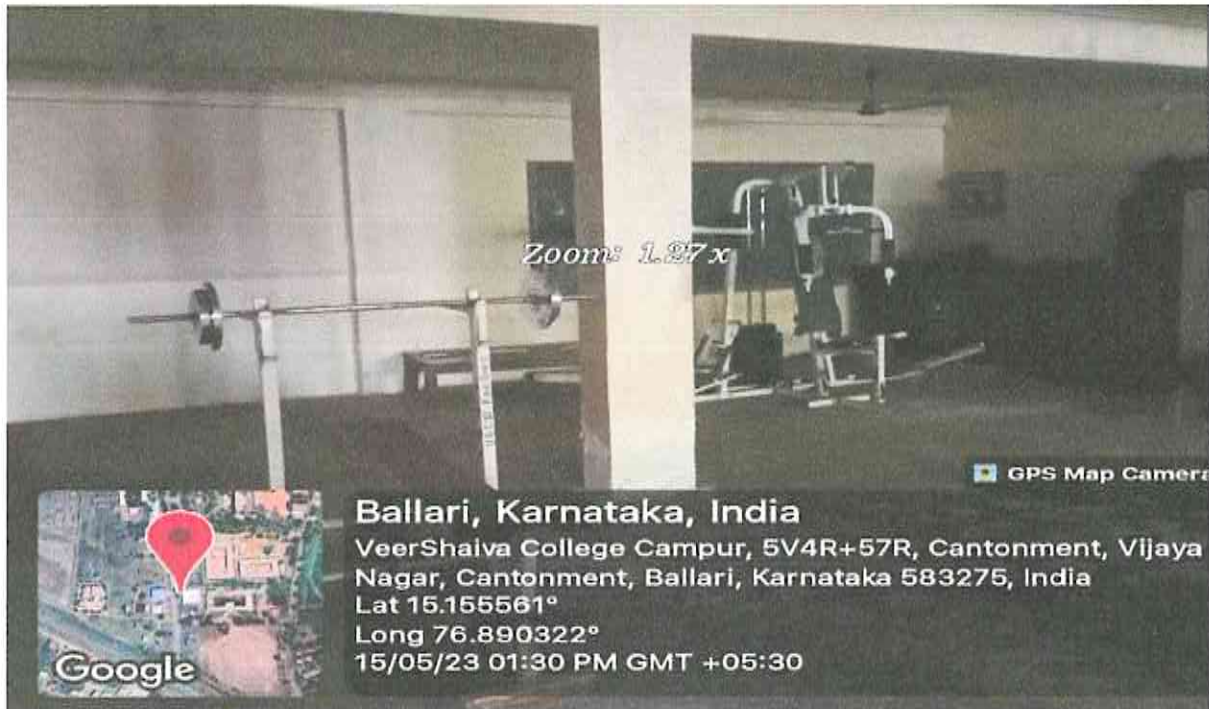 Zoom: 1.27x
GPS Map Camera
Ballari, Karnataka, India
VeerShaiva College Campur, 5V4R+57R, Cantonment, Vijaya
Nagar, Cantonment, Ballari, Karnataka 583275, India
Lat 15.155561°
Long 76.890322°
15/05/23 01:30 PM GMT +05:30
Google